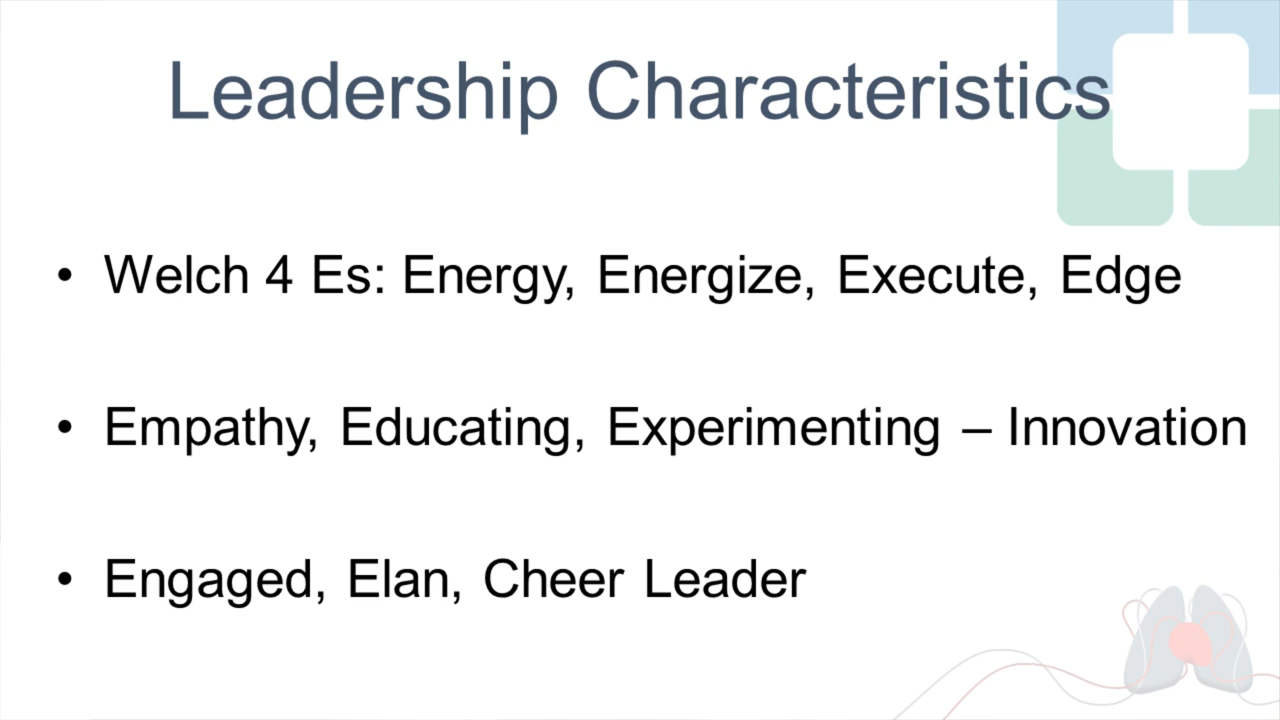 Leadership Characteristics
• Welch 4 Es: Energy, Energize, Execute, Edge
• Empathy, Educating, Experimenting – Innovation
• Engaged, Elan, Cheer Leader